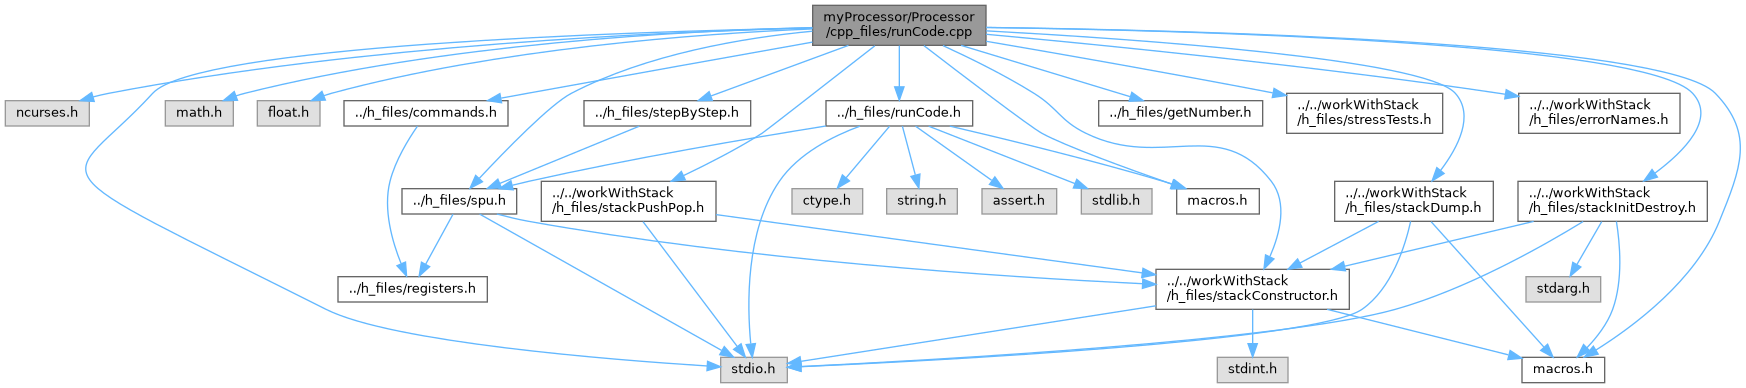 myProcessor/Processor
/cpp_files/runCode.cpp
ncurses.h
math.h
float.h
../h_files/commands.h
../h_files/stepByStep.h
../h_files/runCode.h
../h_files/getNumber.h
../../workWithStack
/h_files/stressTests.h
../../workWithStack
/h_files/errorNames.h
../h_files/spu.h
../../workWithStack
/h_files/stackPushPop.h
ctype.h
string.h
assert.h
stdlib.h
macros.h
../../workWithStack
/h_files/stackDump.h
../../workWithStack
/h_files/stackInitDestroy.h
../h_files/registers.h
../../workWithStack
/h_files/stackConstructor.h
stdarg.h
stdio.h
stdint.h
macros.h